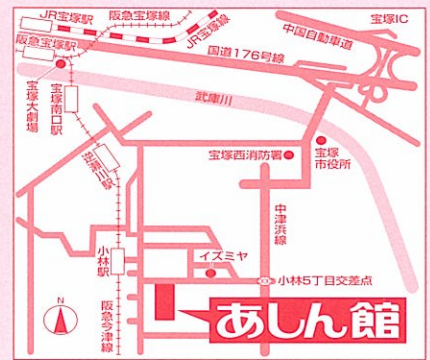 JR宝塚駅
阪急宝塚線
JR宝塚線
宝塚IC
中国自動車道
阪急宝塚駅
国道176号線
宝塚大劇場
宝塚南口駅
武庫川
逆瀬川駅
宝塚西消防署
宝塚
市役所
中津浜線
小林駅
イズミヤ
小林5丁目交差点
阪急今津線
N
あしん館